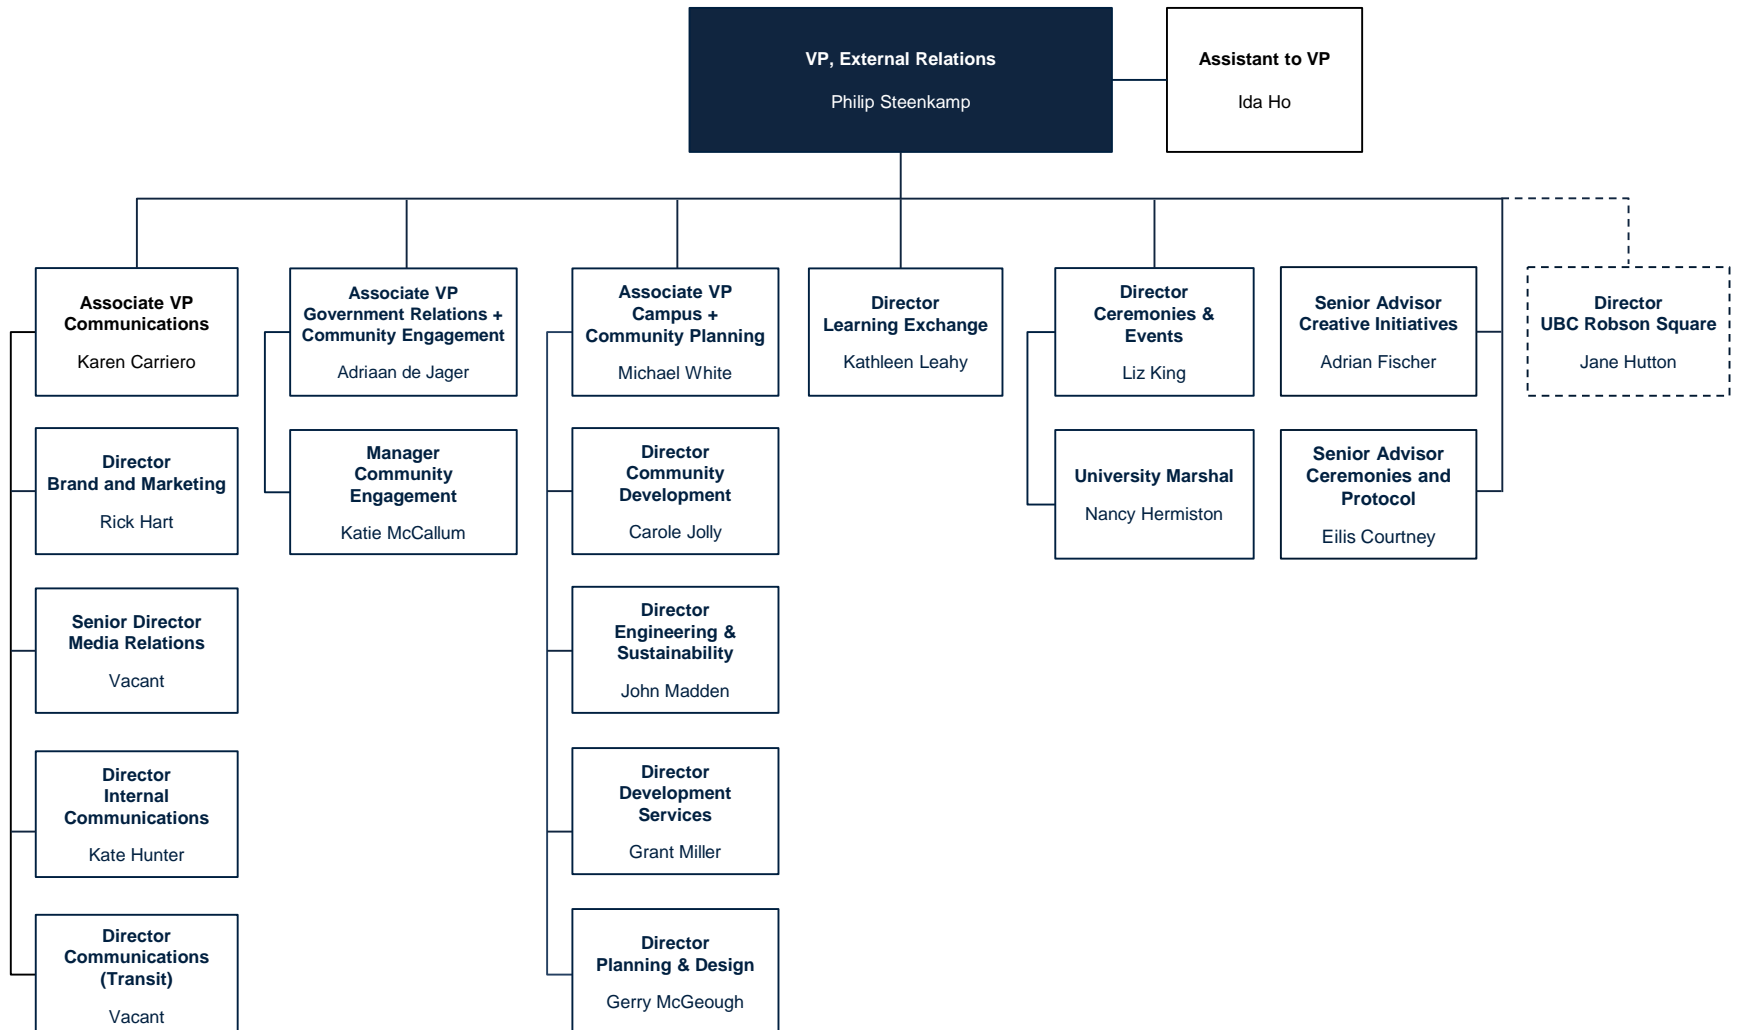 VP, External Relations
Philip Steenkamp
Assistant to VP
Ida Ho
Associate VP
Communications
Karen Carriero
Associate VP
Government Relations +
Community Engagement
Adriaan de Jager
Associate VP
Campus +
Community Planning
Michael White
Director
Learning Exchange
Kathleen Leahy
Director
Ceremonies &
Events
Liz King
Senior Advisor
Creative Initiatives
Adrian Fischer
Director
UBC Robson Square
Jane Hutton
Director
Brand and Marketing
Rick Hart
Manager
Community
Engagement
Katie McCallum
Director
Community
Development
Carole Jolly
University Marshal
Nancy Hermiston
Senior Advisor
Ceremonies and
Protocol
Eilis Courtney
Senior Director
Media Relations
Vacant
Director
Engineering &
Sustainability
John Madden
Director
Internal
Communications
Kate Hunter
Director
Development
Services
Grant Miller
Director
Communications
(Transit)
Vacant
Director
Planning & Design
Gerry McGeough